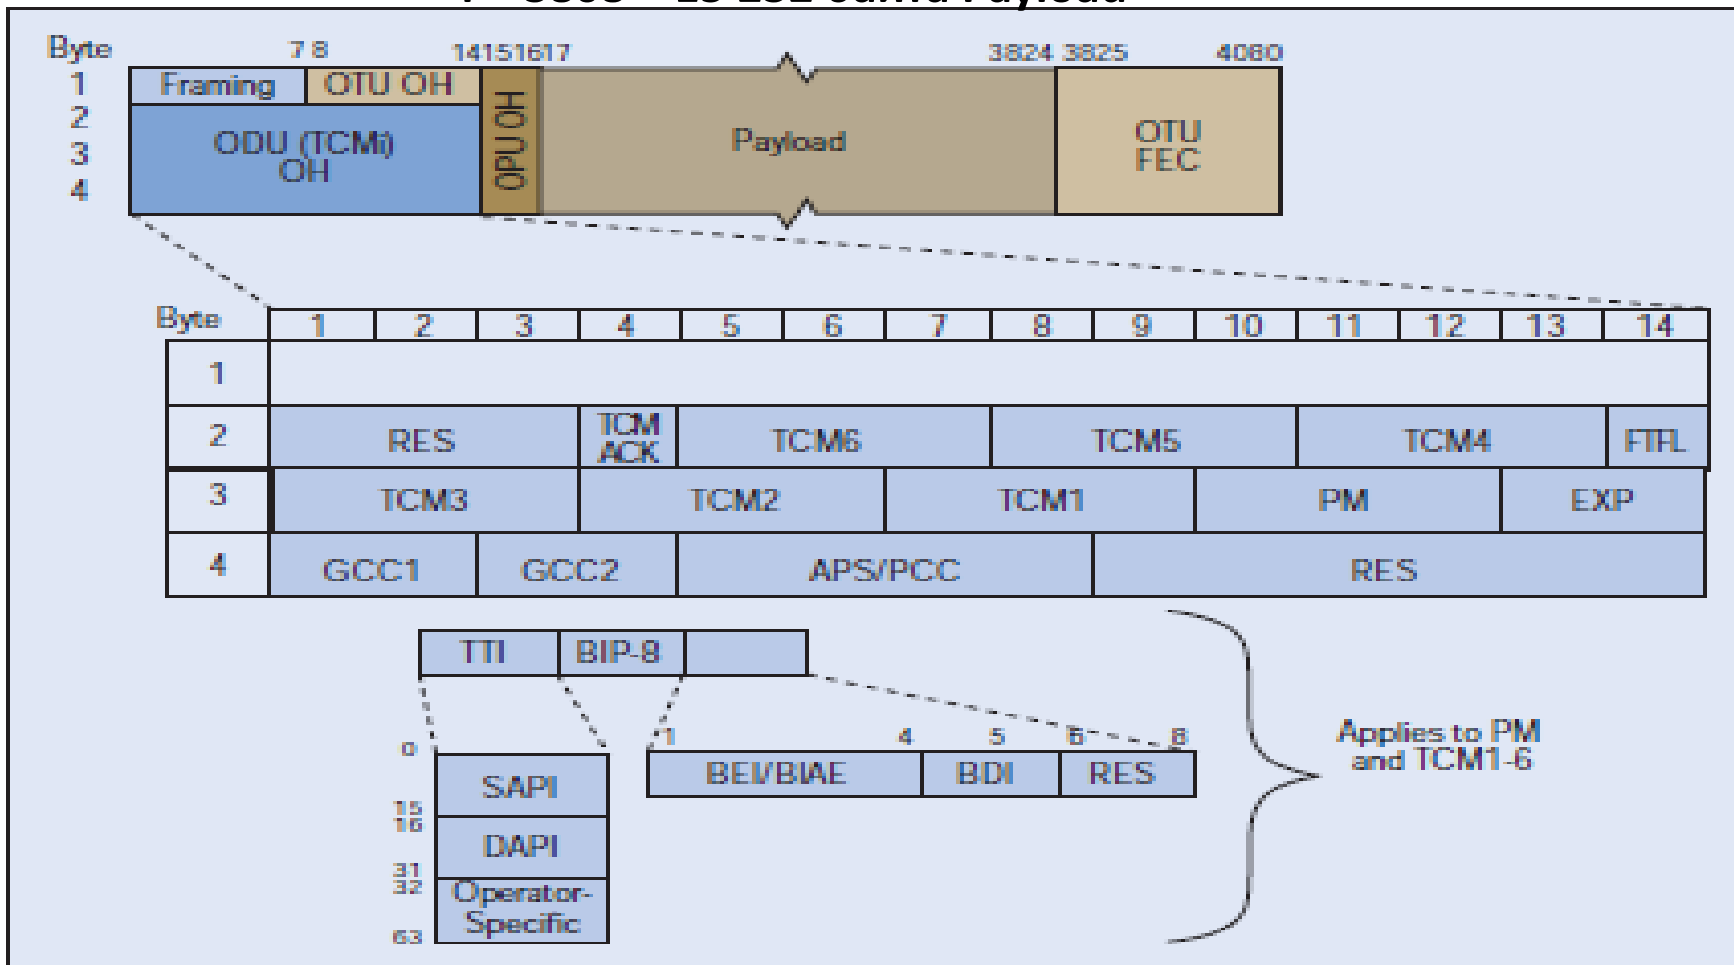 Byte 7 8 14151617 3824 3825 4080
1 Framing OTU OH
2
3
4
ODU (TCMi)
OH
OPU OH
Payload
OTU
FEC
Byte 1 2 3 4 5 6 7 8 9 10 11 12 13 14
1
2 RES TCM ACK TCM6 TCM5 TCM4 FTFL
3 TCM3 TCM2 TCM1 PM EXP
4 GCC1 GCC2 APS/PCC RES
TTI BIP-8
0 1 4 5 6 8
SAPI BEI/BIAE BDI RES
15
16
DAPI
31
32
Operator-
Specific
63
Applies to PM
and TCM1-6